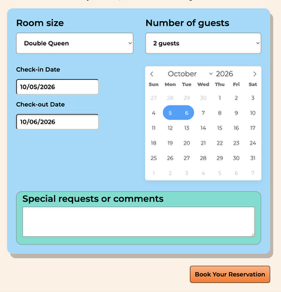 Room size
Number of guests
Double Queen
2 guests
Check-in Date
10/05/2026
Check-out Date
10/06/2026
October 2026
Sun Mon Tue Wed Thu Fri Sat
27 28 29 30 1 2 3
4 5 6 7 8 9 10
11 12 13 14 15 16 17
18 19 20 21 22 23 24
25 26 27 28 29 30 31
1 2 3 4 5 6 7
Special requests or comments
Book Your Reservation